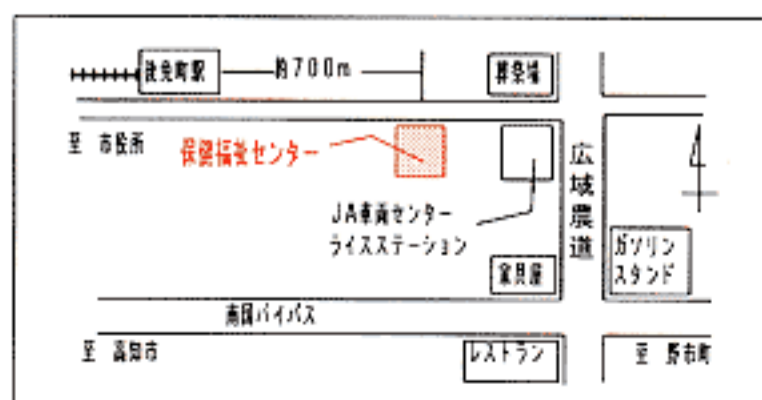 後免町駅
約700m
葬祭場
至 市役所
保健福祉センター
JA車両センター
ライスステーション
広域農道
ガソリン
スタンド
家具屋
南国バイパス
至 高知市
レストラン
至 野市町